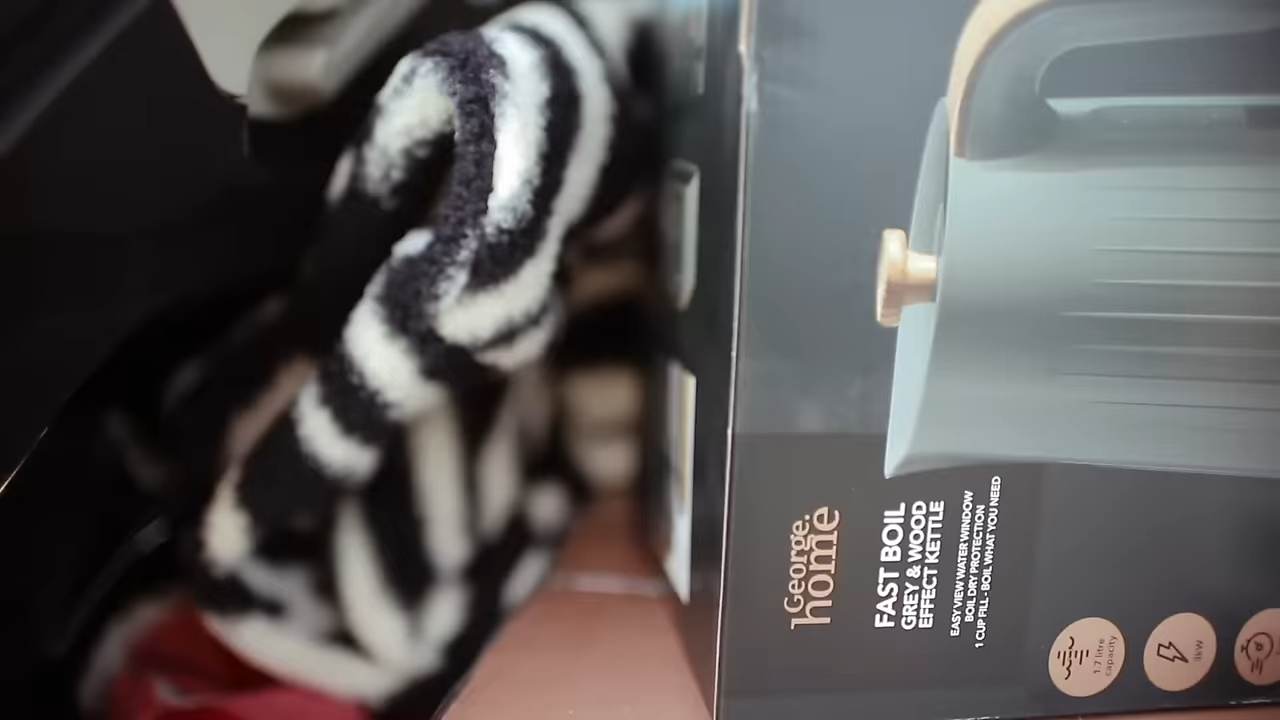 George.
home
FAST BOIL
GREY & WOOD
EFFECT KETTLE
EASY VIEW WATER WINDOW
BOIL DRY PROTECTION
1 CUP FILL - BOIL WHAT YOU NEED
1.7 litre
capacity
3kW